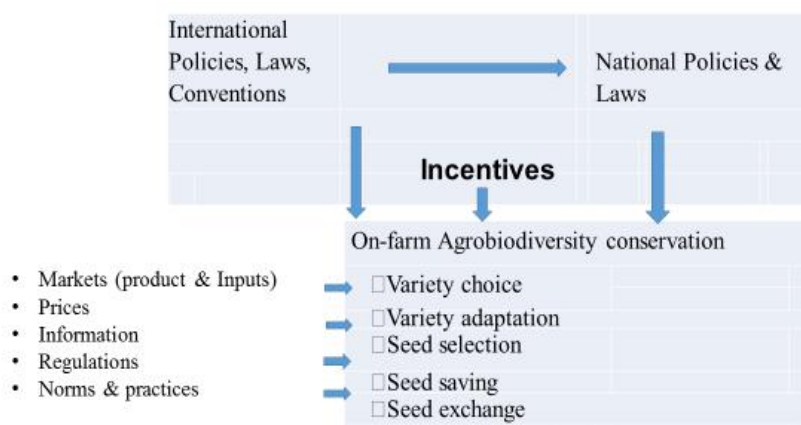 International
Policies, Laws,
Conventions
National Policies &
Laws
Incentives
On-farm Agrobiodiversity conservation
• Markets (product & Inputs)
• Prices
• Information
• Regulations
• Norms & practices
□Variety choice
□Variety adaptation
□Seed selection
□Seed saving
□Seed exchange